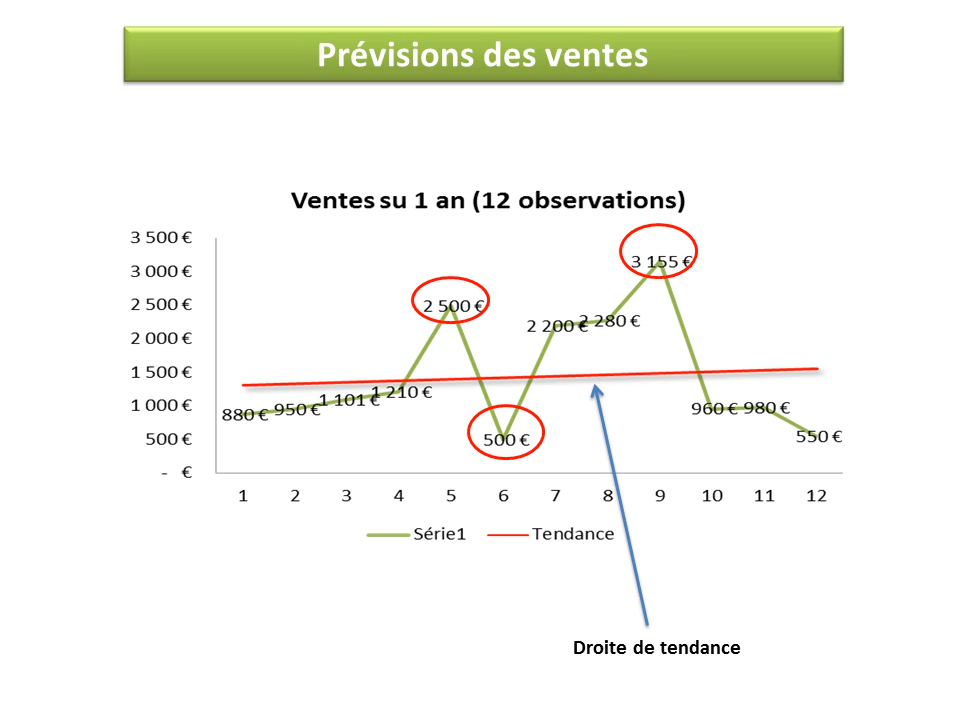 Prévisions des ventes
Ventes su 1 an (12 observations)
3 500 €
3 000 €
2 500 €
2 000 €
1 500 €
1 000 €
500 €
- €
880 €
950 €
1 101 €
1 210 €
2 500 €
500 €
2 200 €
2 280 €
3 155 €
960 €
980 €
550 €
1 2 3 4 5 6 7 8 9 10 11 12
Série1 Tendance
Droite de tendance